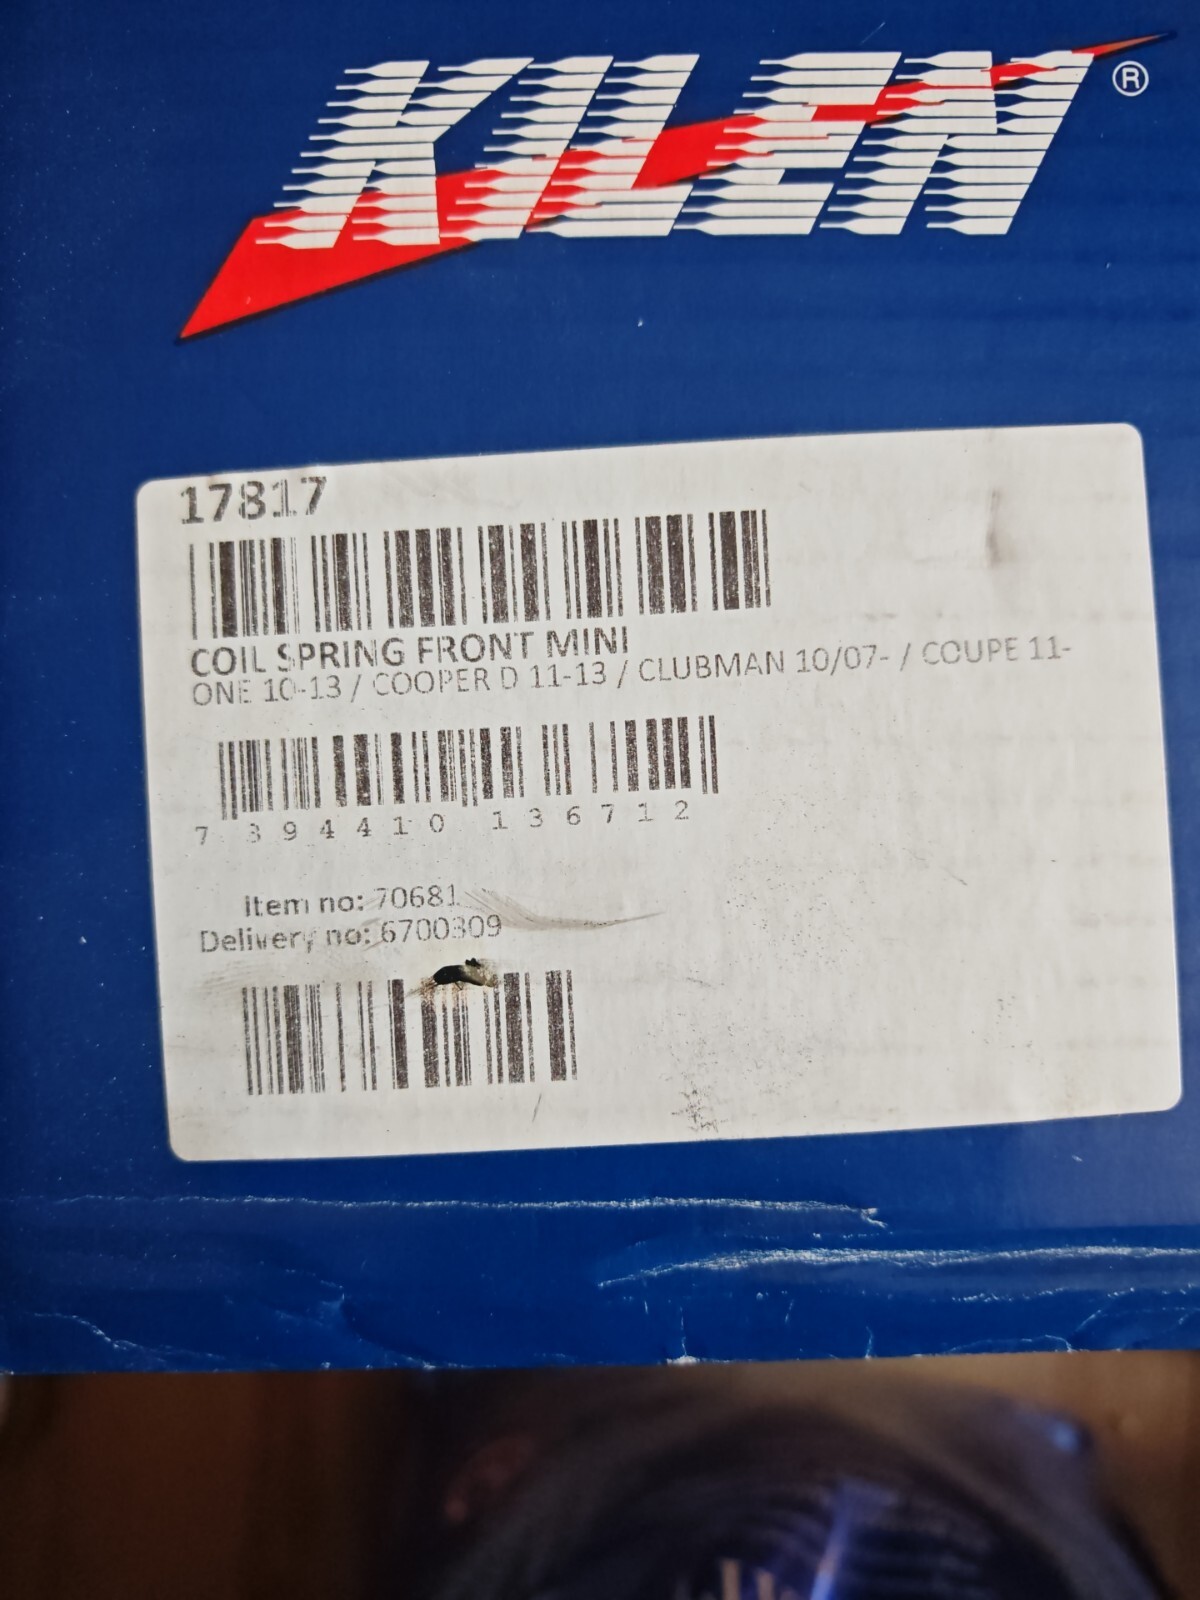 KILEN®
17817
COIL SPRING FRONT MINI
ONE 10-13 / COOPER D 11-13 / CLUBMAN 10/07- / COUPE 11-
7 394410 136712
Item no: 70681
Delivery no: 6700309